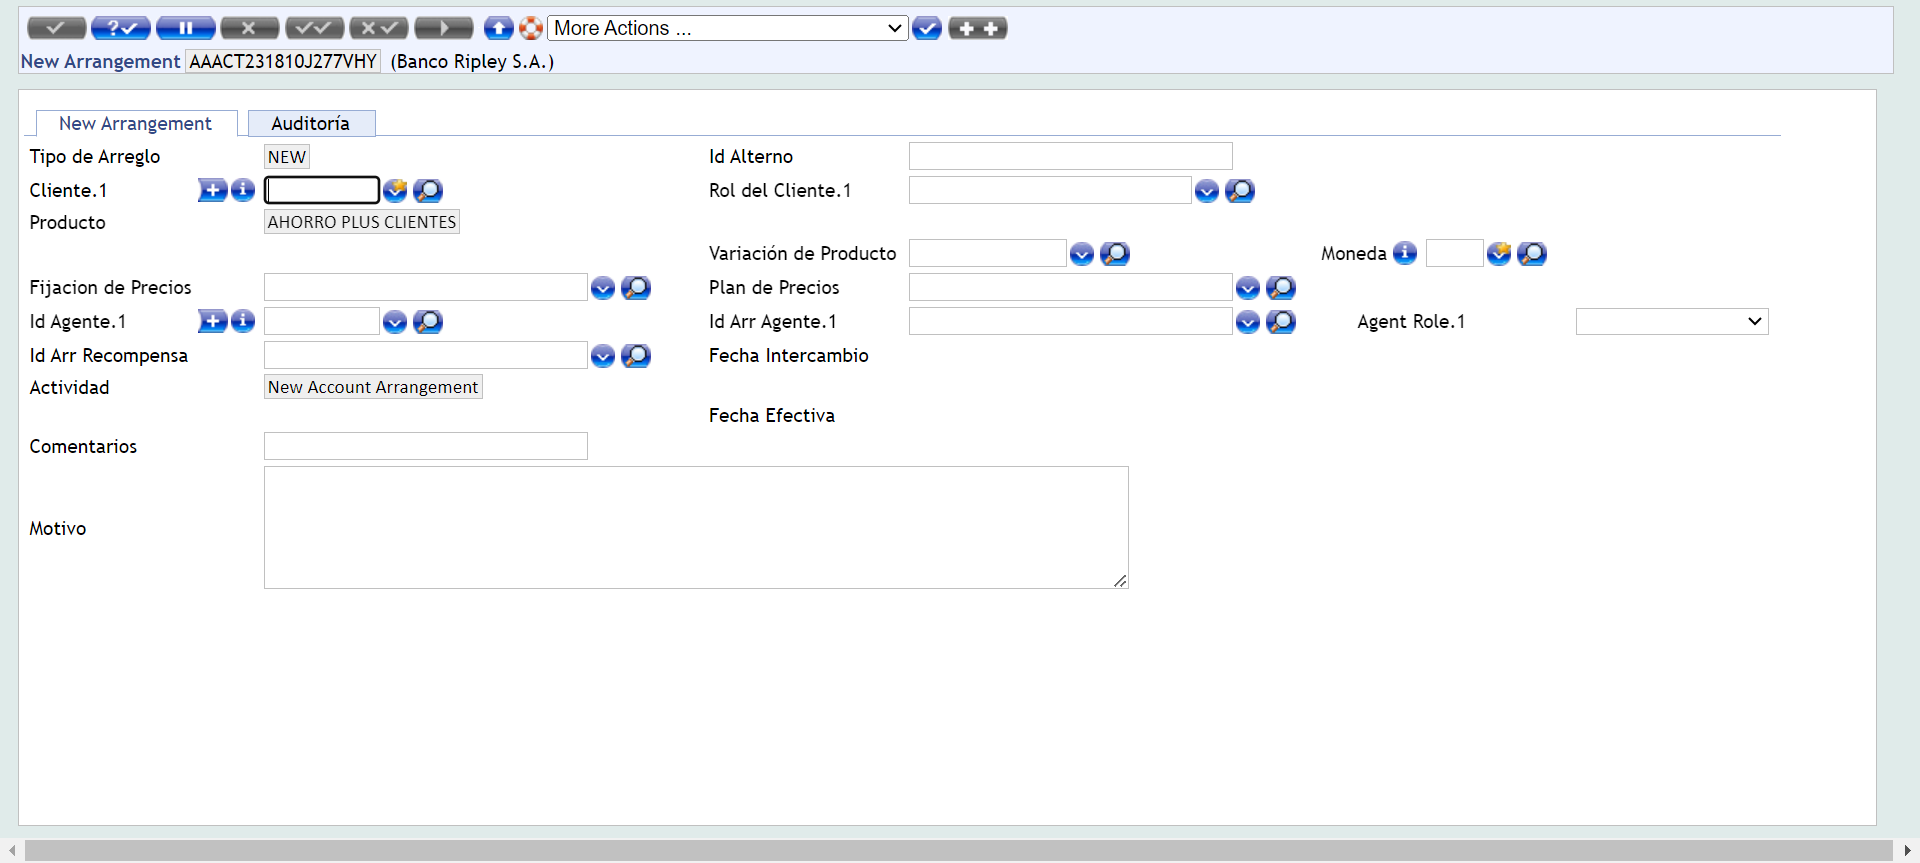 More Actions ...
New Arrangement AAACT231810J277VHY (Banco Ripley S.A.)
New Arrangement Auditoría
Tipo de Arreglo NEW Id Alterno
Cliente.1 Rol del Cliente.1
Producto AHORRO PLUS CLIENTES
Variación de Producto Moneda
Fijacion de Precios Plan de Precios
Id Agente.1 Id Arr Agente.1 Agent Role.1
Id Arr Recompensa Fecha Intercambio
Actividad New Account Arrangement
Fecha Efectiva
Comentarios
Motivo